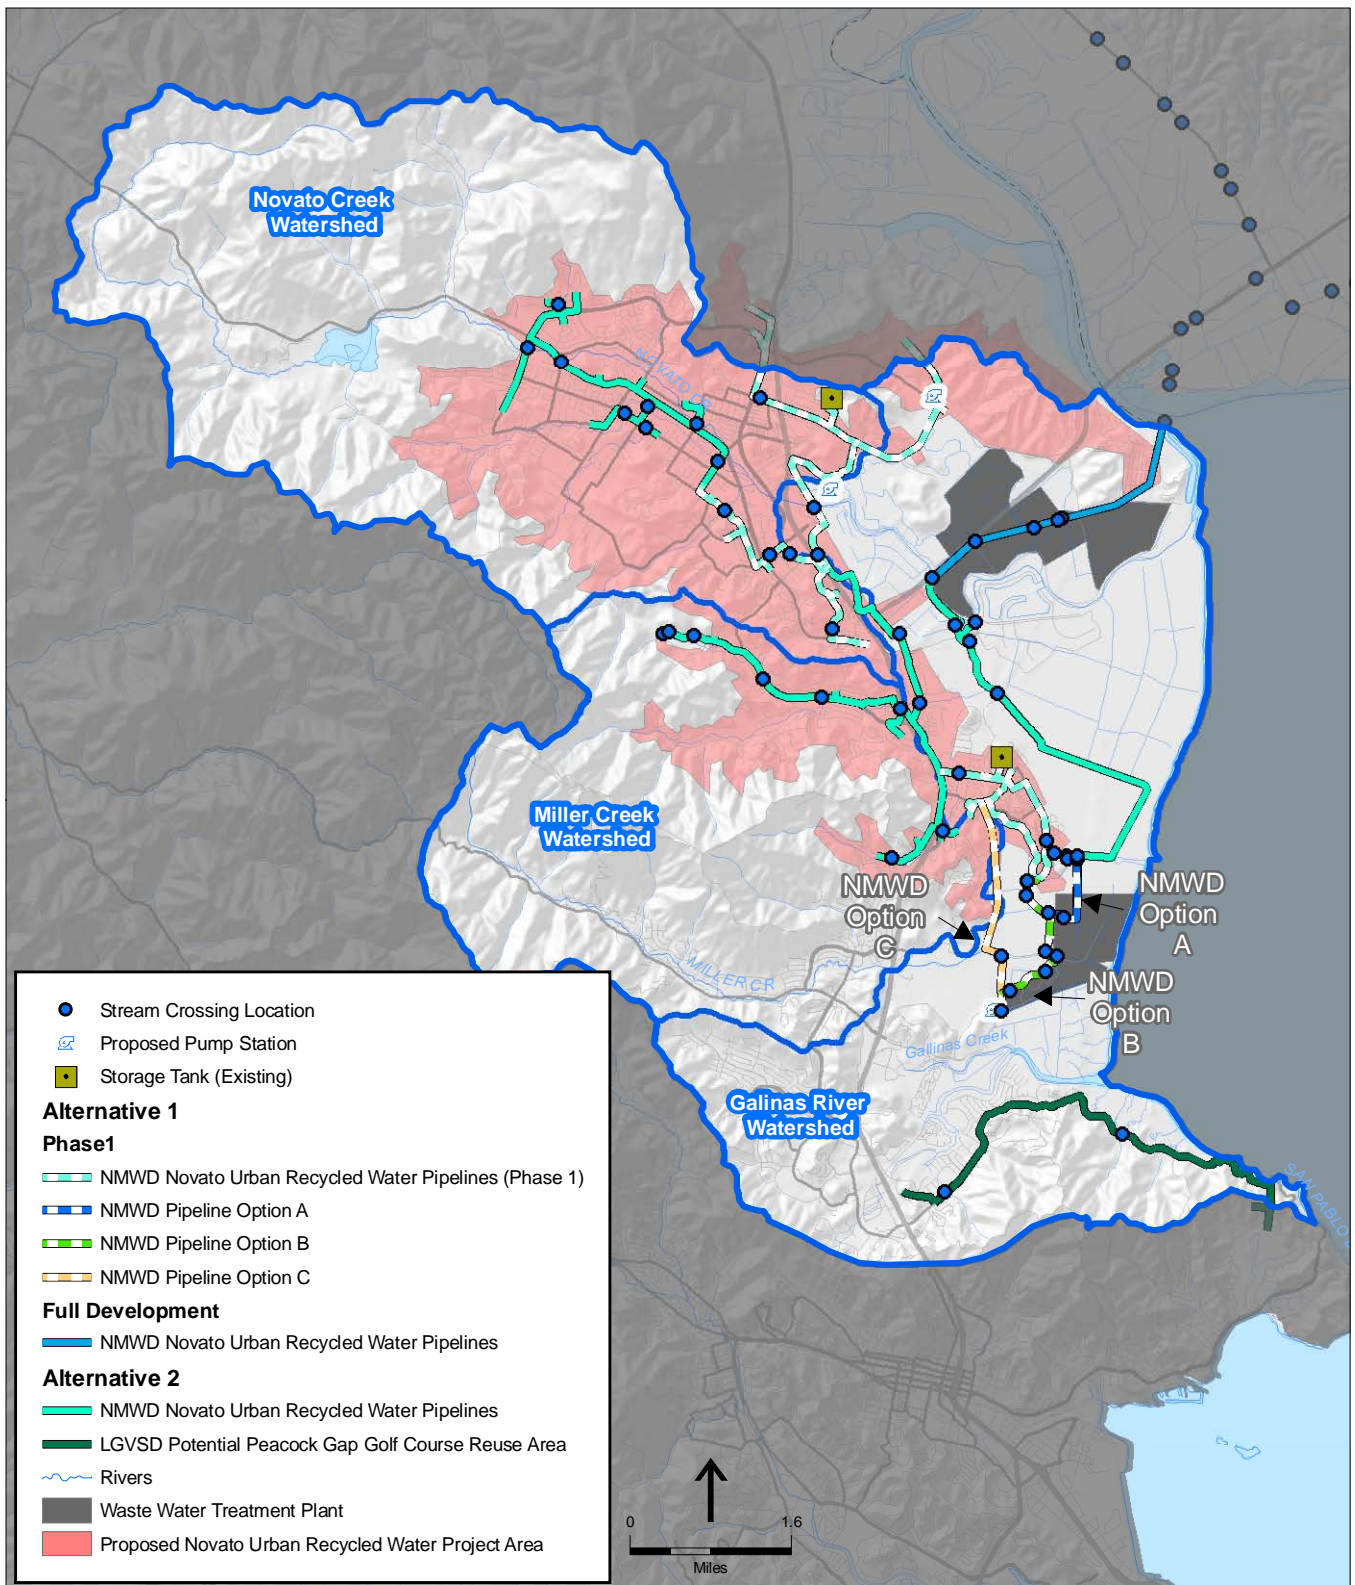 Novato Creek
Watershed
NOVATO CR
Miller Creek
Watershed
NMWD
Option
C
NMWD
Option
A
MILLER CR
NMWD
Option
B
Gallinas Creek
Galinas River
Watershed
SAN PABLO
Stream Crossing Location
Proposed Pump Station
Storage Tank (Existing)
Alternative 1
Phase1
NMWD Novato Urban Recycled Water Pipelines (Phase 1)
NMWD Pipeline Option A
NMWD Pipeline Option B
NMWD Pipeline Option C
Full Development
NMWD Novato Urban Recycled Water Pipelines
Alternative 2
NMWD Novato Urban Recycled Water Pipelines
LGVSD Potential Peacock Gap Golf Course Reuse Area
Rivers
Waste Water Treatment Plant
Proposed Novato Urban Recycled Water Project Area
0 1.6
Miles